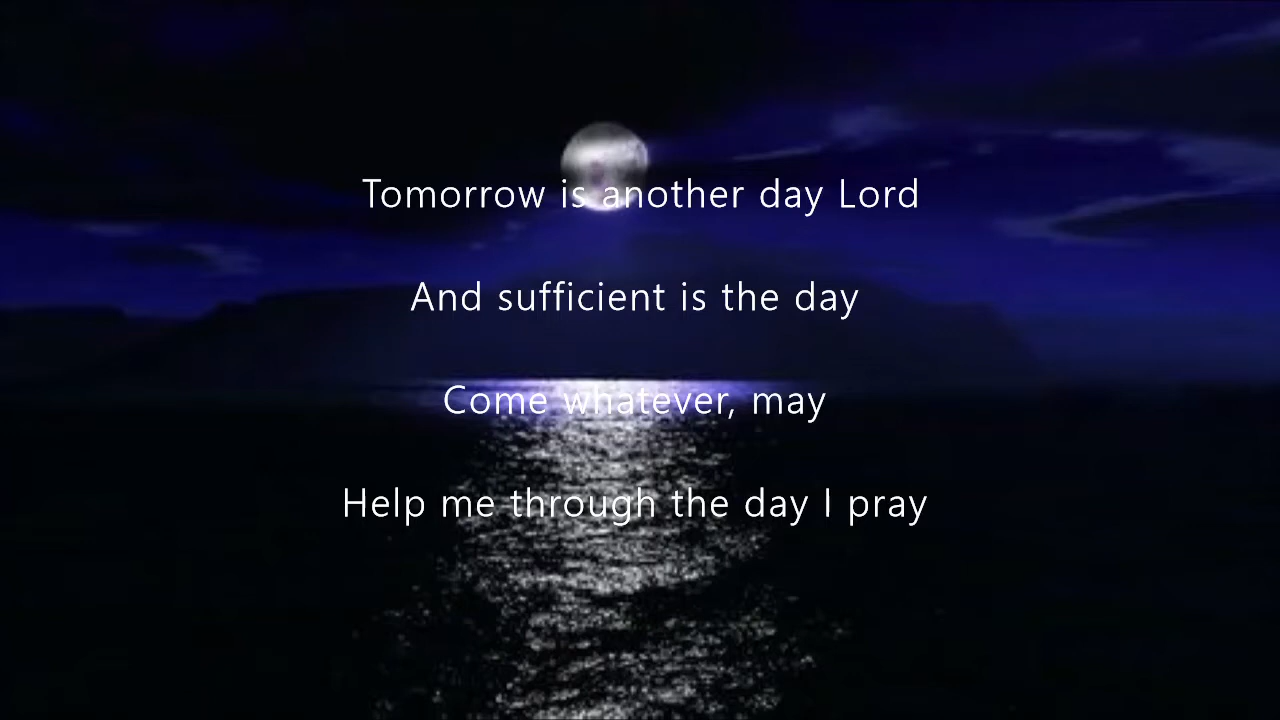 Tomorrow is another day Lord
And sufficient is the day
Come whatever, may
Help me through the day I pray